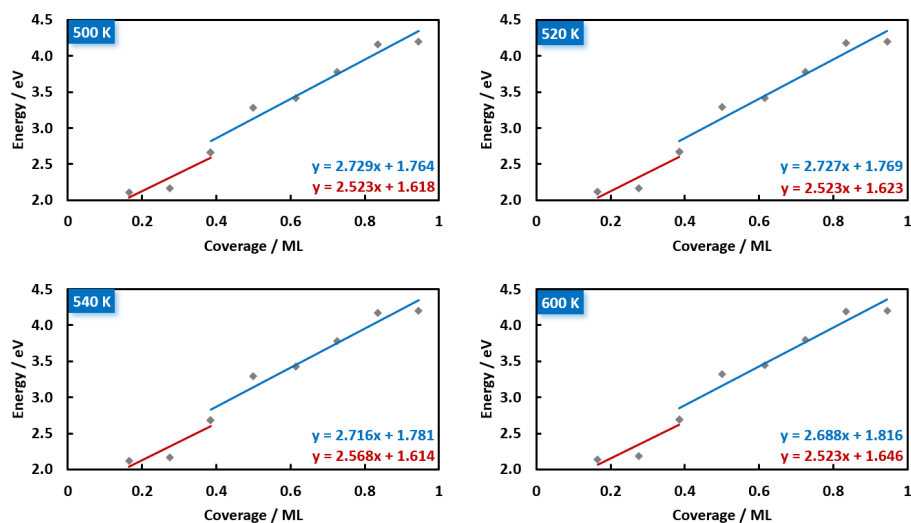 500 K
Energy / eV
4.5
4.0
3.5
3.0
2.5
2.0
y = 2.729x + 1.764
y = 2.523x + 1.618
0 0.2 0.4 0.6 0.8 1
Coverage / ML
520 K
Energy / eV
4.5
4.0
3.5
3.0
2.5
2.0
y = 2.727x + 1.769
y = 2.523x + 1.623
0 0.2 0.4 0.6 0.8 1
Coverage / ML
540 K
Energy / eV
4.5
4.0
3.5
3.0
2.5
2.0
y = 2.716x + 1.781
y = 2.568x + 1.614
0 0.2 0.4 0.6 0.8 1
Coverage / ML
600 K
Energy / eV
4.5
4.0
3.5
3.0
2.5
2.0
y = 2.688x + 1.816
y = 2.523x + 1.646
0 0.2 0.4 0.6 0.8 1
Coverage / ML